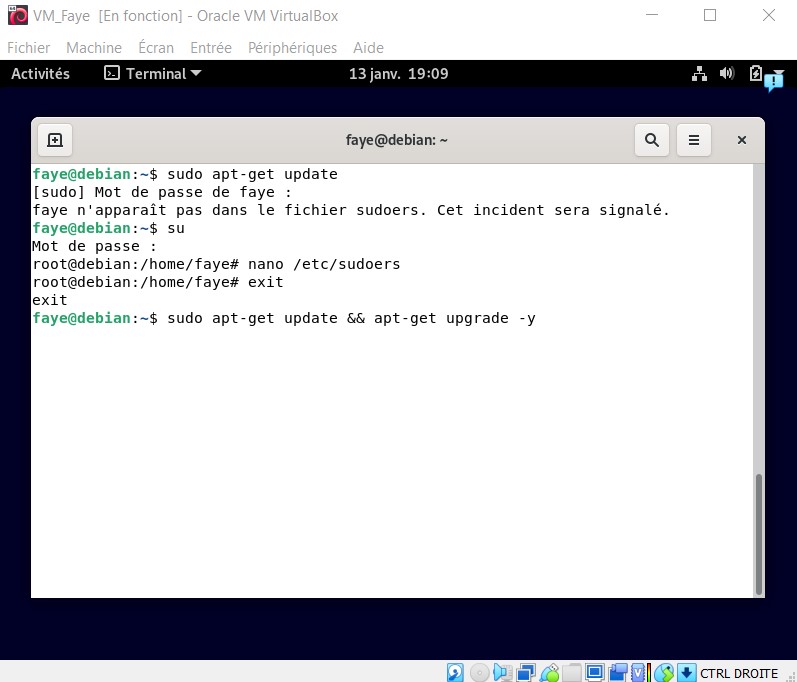 VM_Faye [En fonction] - Oracle VM VirtualBox
Fichier Machine Écran Entrée Périphériques Aide
Activités Terminal 13 janv. 19:09
faye@debian: ~
faye@debian:~$ sudo apt-get update
[sudo] Mot de passe de faye :
faye n'apparaît pas dans le fichier sudoers. Cet incident sera signalé.
faye@debian:~$ su
Mot de passe :
root@debian:/home/faye# nano /etc/sudoers
root@debian:/home/faye# exit
exit
faye@debian:~$ sudo apt-get update && apt-get upgrade -y
CTRL DROITE